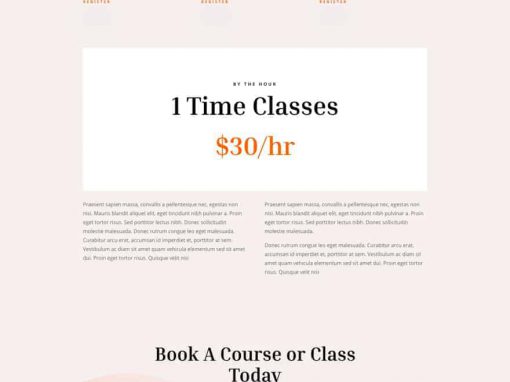 REGISTER REGISTER REGISTER
BY THE HOUR
1 Time Classes
$30/hr
Praesent sapien massa, convallis a pellentesque nec, egestas non
nisi. Mauris blandit aliquet elit, eget tincidunt nibh pulvinar a. Proin
eget tortor risus. Sed porttitor lectus nibh. Donec sollicitudin
molestie malesuada. Donec rutrum congue leo eget malesuada.
Curabitur arcu erat, accumsan id imperdiet et, porttitor at sem.
Vestibulum ac diam sit amet quam vehicula elementum sed sit amet dui.
Proin eget tortor risus. Quisque velit nisi
Praesent sapien massa, convallis a pellentesque nec, egestas non
nisi. Mauris blandit aliquet elit, eget tincidunt nibh pulvinar a. Proin
eget tortor risus. Sed porttitor lectus nibh. Donec sollicitudin
molestie malesuada.
Donec rutrum congue leo eget malesuada. Curabitur arcu erat,
accumsan id imperdiet et, porttitor at sem. Vestibulum ac diam sit
amet quam vehicula elementum sed sit amet dui. Proin eget tortor
risus. Quisque velit nisi
Book A Course or Class
Today